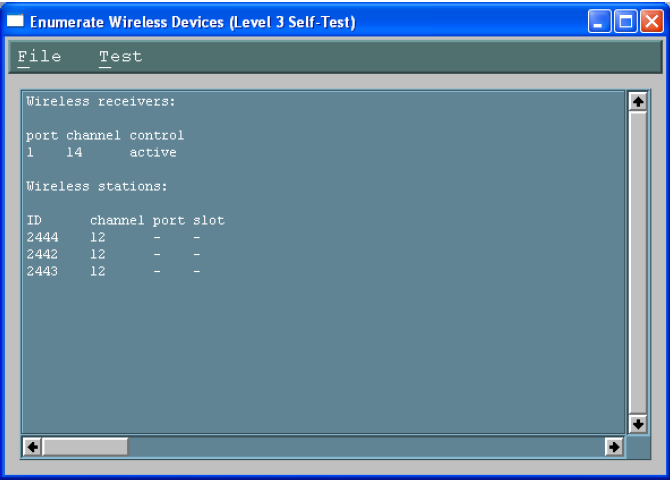 Enumerate Wireless Devices (Level 3 Self-Test)
File Test
Wireless receivers:
port channel control
1 14 active
Wireless stations:
ID channel port slot
2444 12 - -
2442 12 - -
2443 12 - -